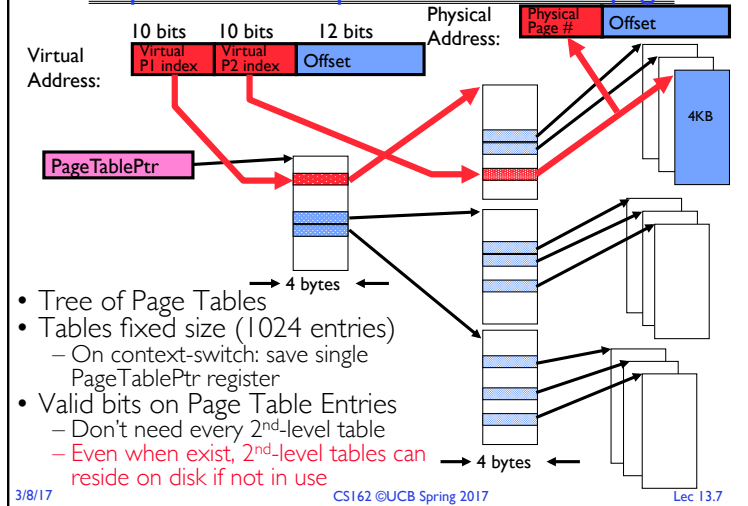 10 bits 10 bits 12 bits
Virtual
Address:
Virtual
P1 index
Virtual
P2 index
Offset
Physical
Address:
Physical
Page #
Offset
4KB
PageTablePtr
4 bytes
4 bytes
• Tree of Page Tables
• Tables fixed size (1024 entries)
– On context-switch: save single
PageTablePtr register
• Valid bits on Page Table Entries
– Don't need every 2nd-level table
– Even when exist, 2nd-level tables can
reside on disk if not in use
3/8/17 CS162 ©UCB Spring 2017 Lec 13.7